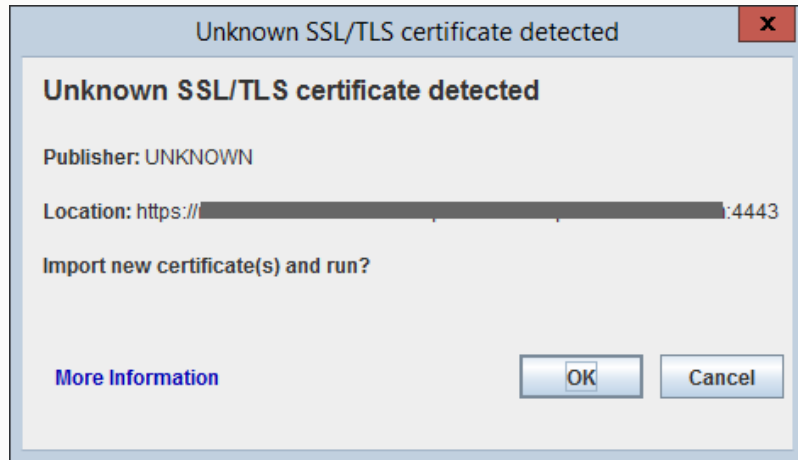 Unknown SSL/TLS certificate detected
x
Unknown SSL/TLS certificate detected
Publisher: UNKNOWN
Location: https:// :4443
Import new certificate(s) and run?
More Information OK Cancel